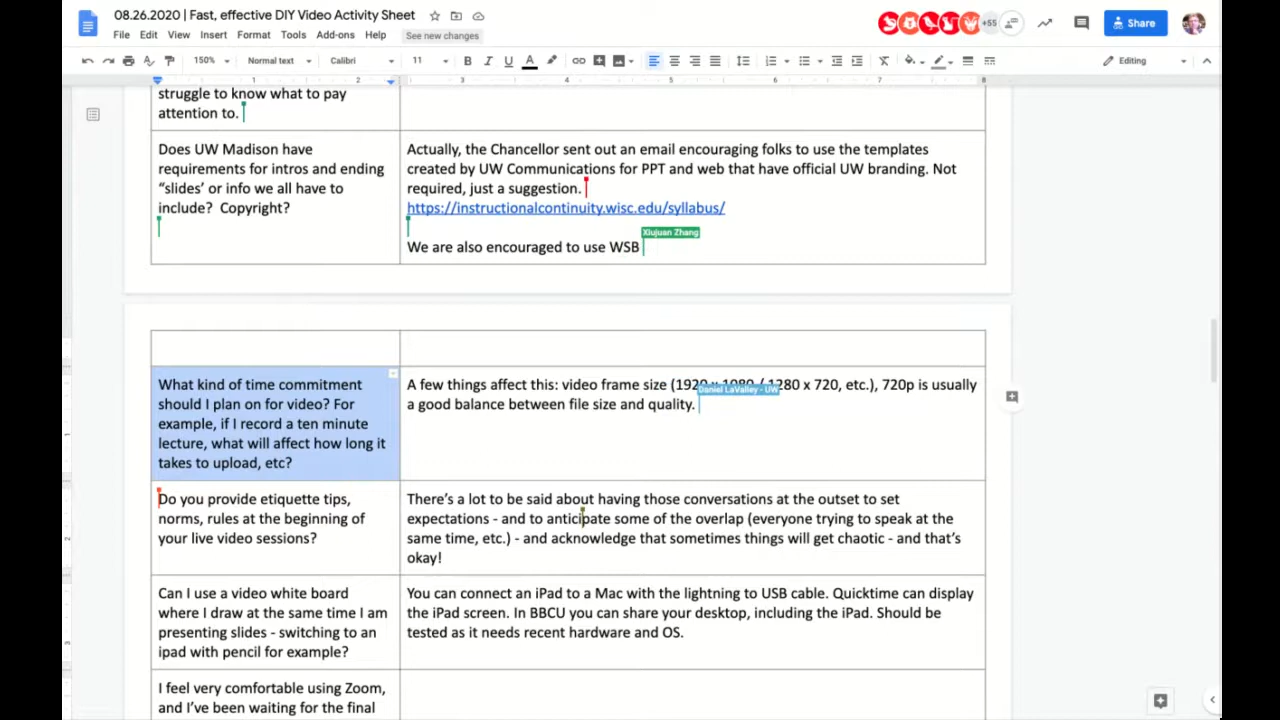 08.26.2020 | Fast, effective DIY Video Activity Sheet
+55
Share
File Edit View Insert Format Tools Add-ons Help See new changes
150% Normal text Calibri 11 B I U A Editing
1 2 3 4 5 6 7 8
struggle to know what to pay
attention to.
Does UW Madison have
requirements for intros and ending
“slides’ or info we all have to
include?  Copyright?
Actually, the Chancellor sent out an email encouraging folks to use the templates
created by UW Communications for PPT and web that have official UW branding. Not
required, just a suggestion.
https://instructionalcontinuity.wisc.edu/syllabus/
Xiujuan Zhang
We are also encouraged to use WSB
What kind of time commitment
should I plan on for video? For
example, if I record a ten minute
lecture, what will affect how long it
takes to upload, etc?
A few things affect this: video frame size (1920 x 1080 / 1280 x 720, etc.), 720p is usually
Daniel LaValley - UW
a good balance between file size and quality.
Do you provide etiquette tips,
norms, rules at the beginning of
your live video sessions?
There’s a lot to be said about having those conversations at the outset to set
expectations - and to anticipate some of the overlap (everyone trying to speak at the
same time, etc.) - and acknowledge that sometimes things will get chaotic - and that’s
okay!
Can I use a video white board
where I draw at the same time I am
presenting slides - switching to an
ipad with pencil for example?
You can connect an iPad to a Mac with the lightning to USB cable. Quicktime can display
the iPad screen. In BBCU you can share your desktop, including the iPad. Should be
tested as it needs recent hardware and OS.
I feel very comfortable using Zoom,
and I’ve been waiting for the final